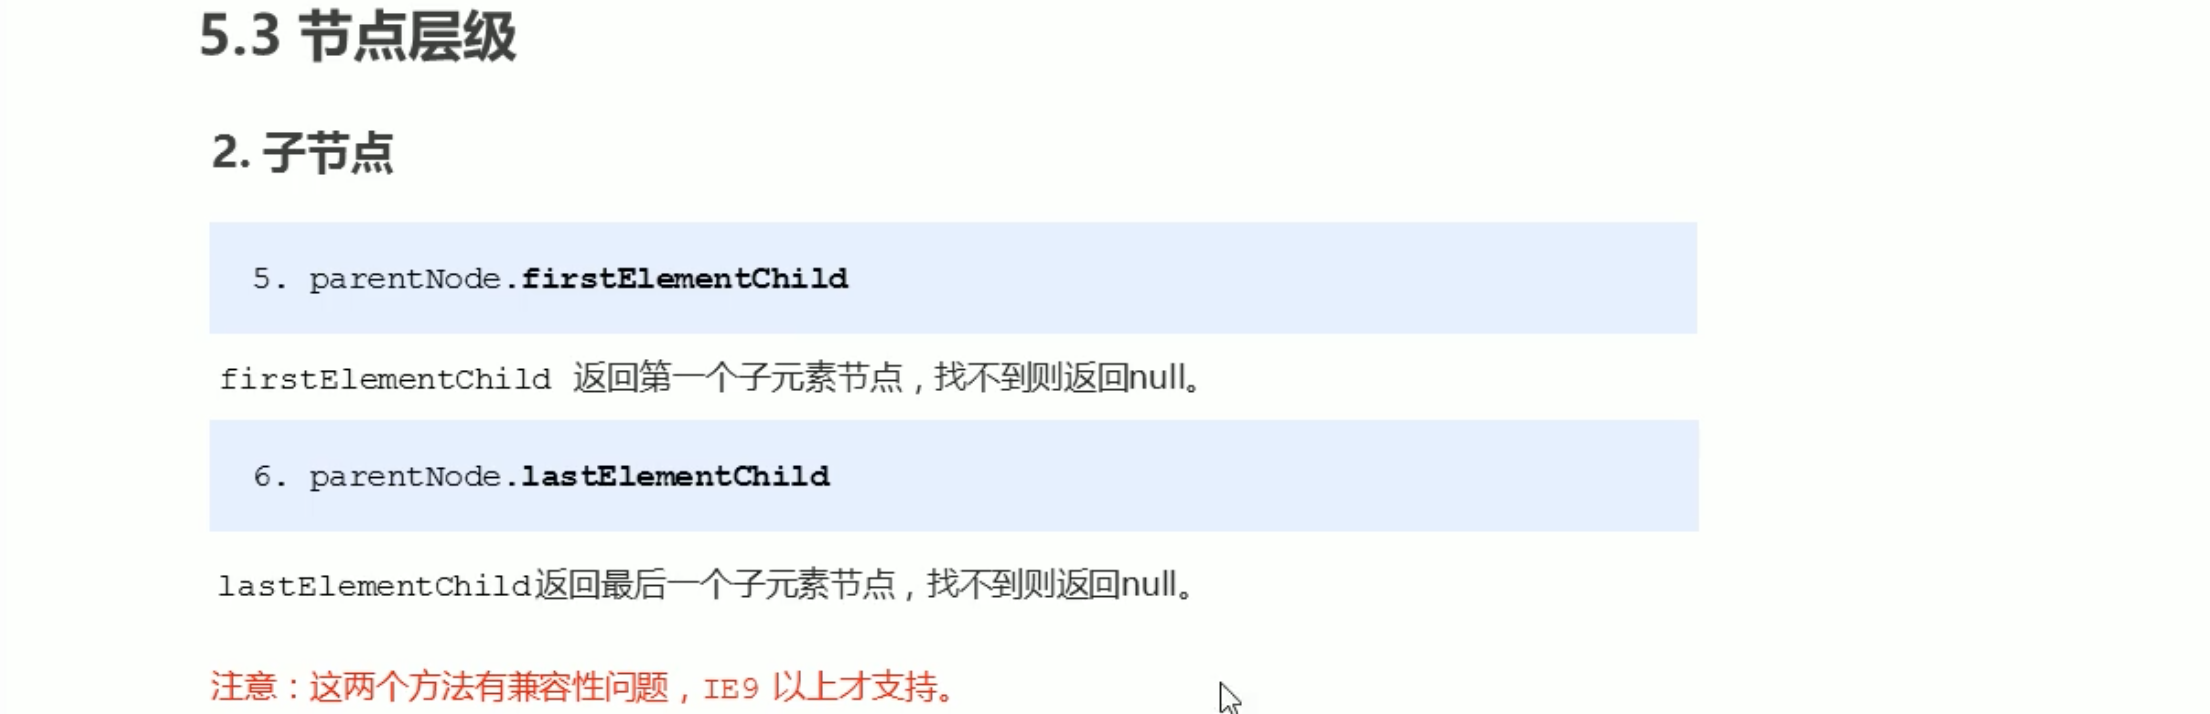 5.3 节点层级
2. 子节点
5. parentNode.firstElementChild
firstElementChild 返回第一个子元素节点，找不到则返回null。
6. parentNode.lastElementChild
lastElementChild返回最后一个子元素节点，找不到则返回null。
注意：这两个方法有兼容性问题，IE9 以上才支持。